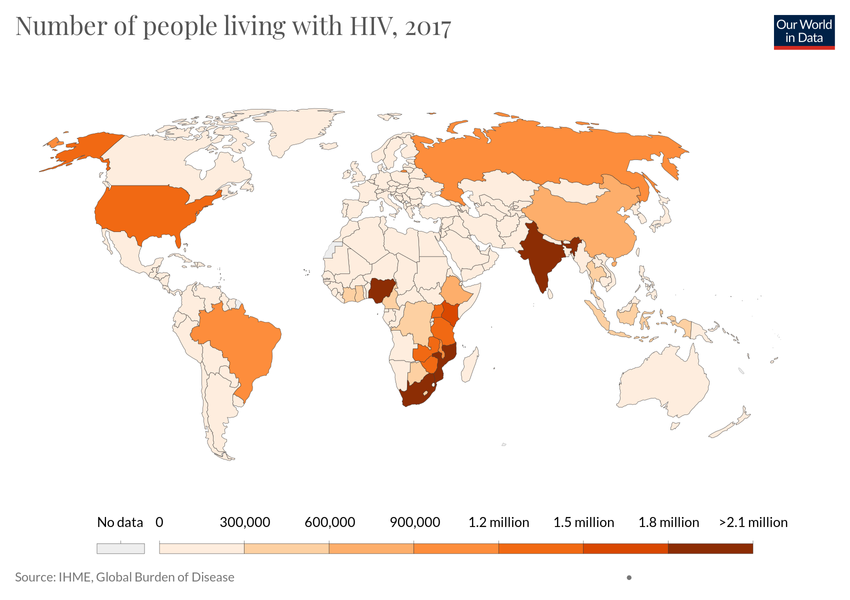 Number of people living with HIV, 2017
Our World
in Data
No data 0 300,000 600,000 900,000 1.2 million 1.5 million 1.8 million >2.1 million
Source: IHME, Global Burden of Disease